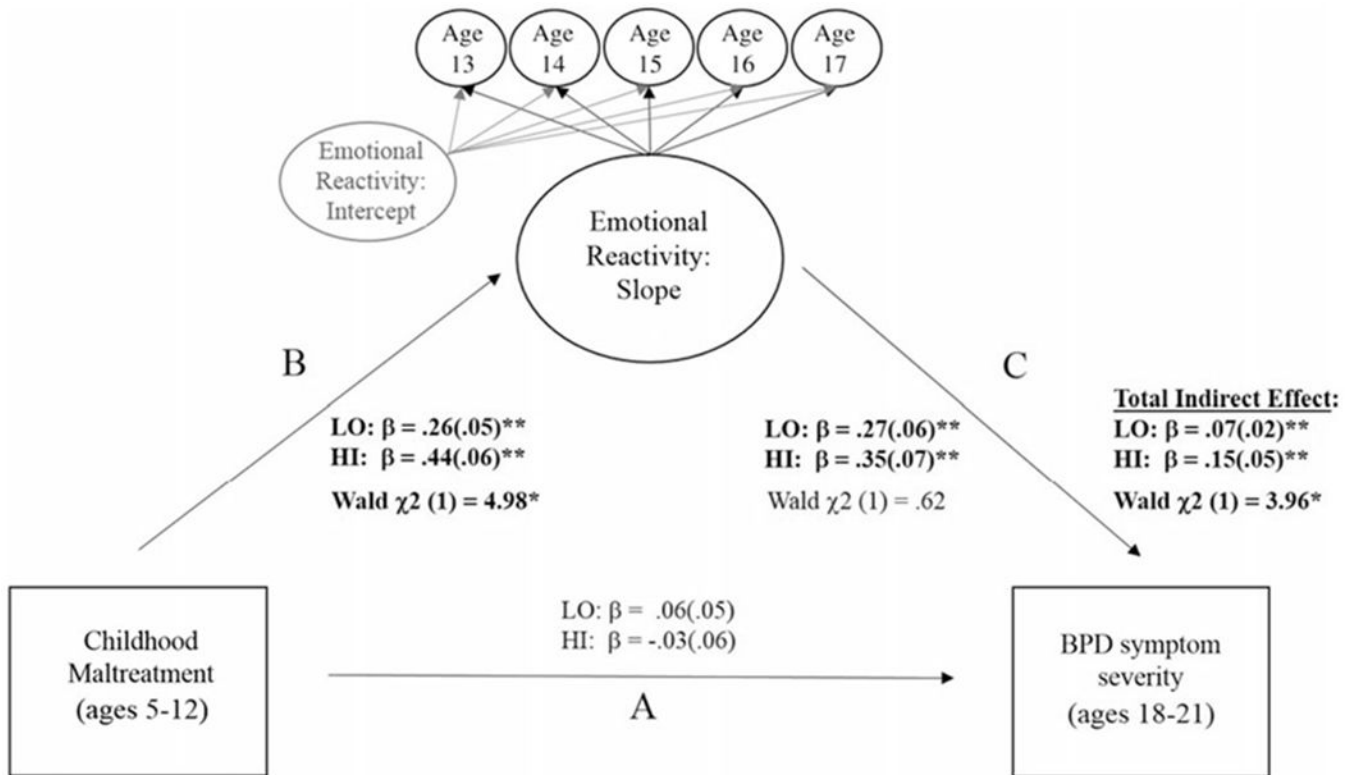 Age
13
Age
14
Age
15
Age
16
Age
17
Emotional
Reactivity:
Intercept
Emotional
Reactivity:
Slope
B
C
LO: β = .26(.05)**
HI: β = .44(.06)**
Wald χ2 (1) = 4.98*
LO: β = .27(.06)**
HI: β = .35(.07)**
Wald χ2 (1) = .62
Total Indirect Effect:
LO: β = .07(.02)**
HI: β = .15(.05)**
Wald χ2 (1) = 3.96*
Childhood
Maltreatment
(ages 5-12)
LO: β = .06(.05)
HI: β = -.03(.06)
A
BPD symptom
severity
(ages 18-21)